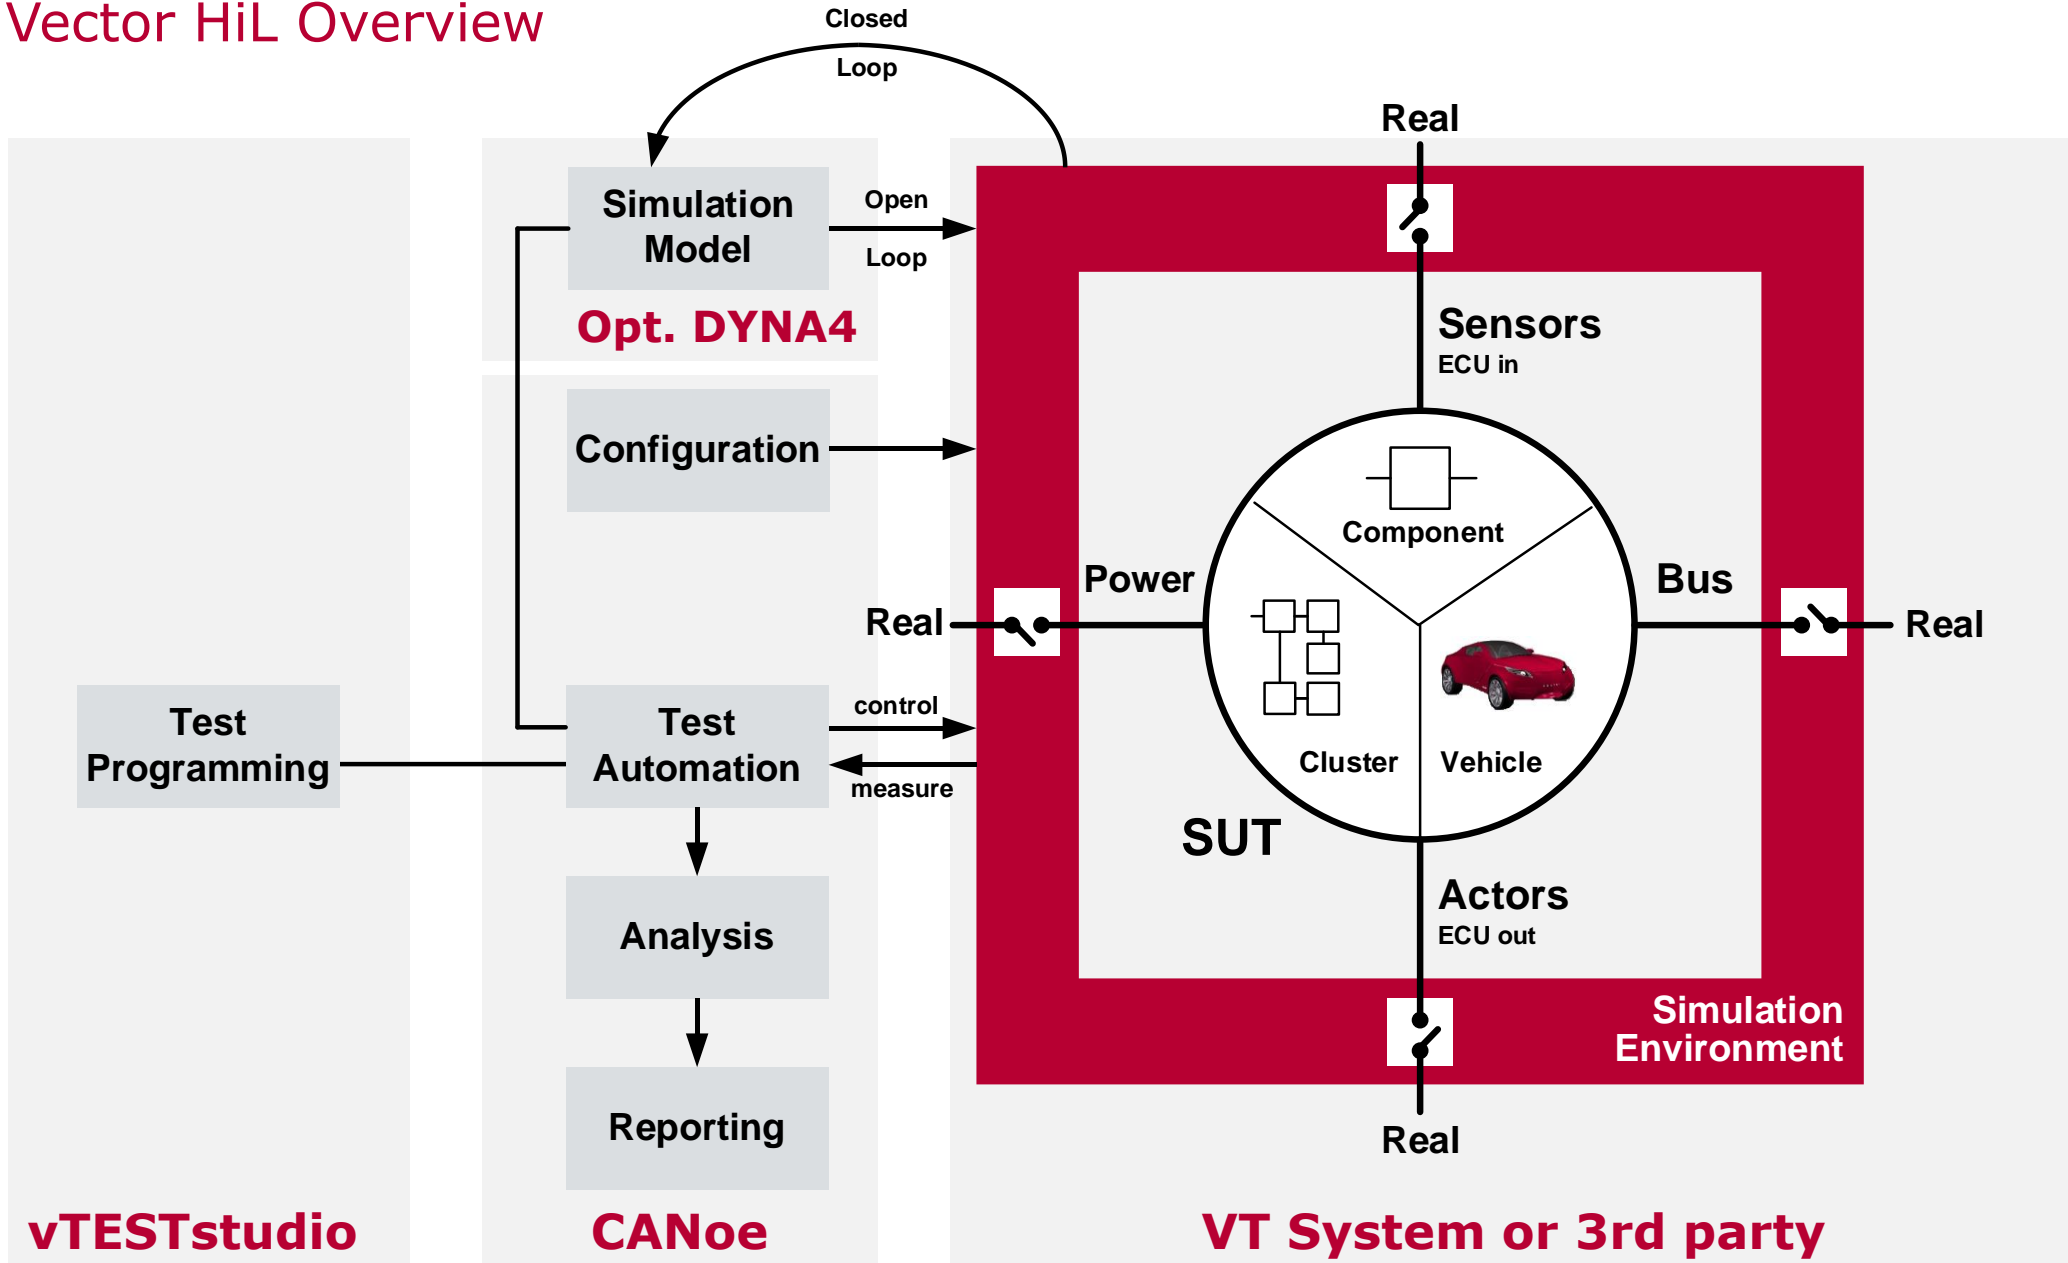 Vector HiL Overview
Closed
Loop
Real
Simulation
Model
Open
Loop
Opt. DYNA4
Sensors
ECU in
Configuration
Component
Power
Bus
Real
Real
Test
Programming
Test
Automation
control
measure
Cluster
Vehicle
SUT
Actors
ECU out
Analysis
Simulation
Environment
Reporting
Real
vTESTstudio
CANoe
VT System or 3rd party